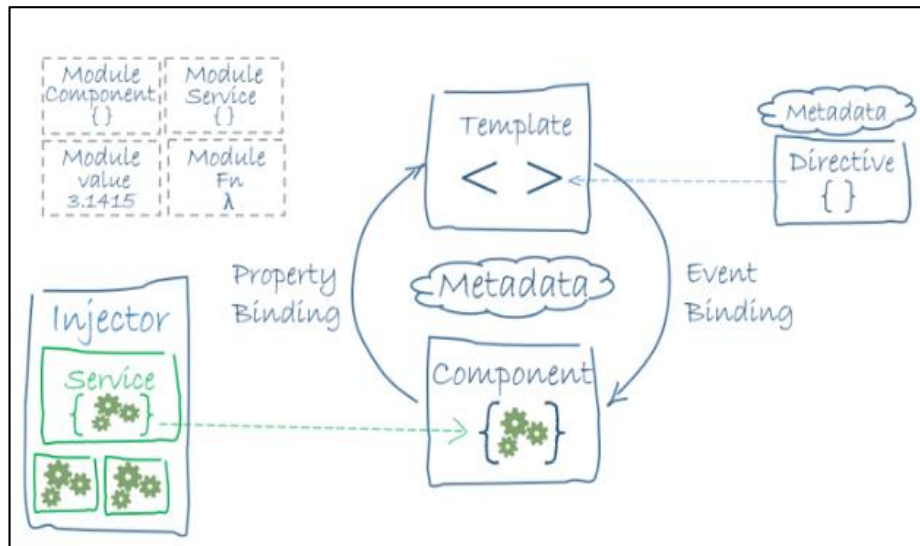 Module
Component
{ }
Module
Service
{ }
Module
value
3.1415
Module
Fn
λ
Template
< >
Metadata
Directive
{ }
Property
Binding
Metadata
Event
Binding
Injector
Service
{ }
Component
{ }